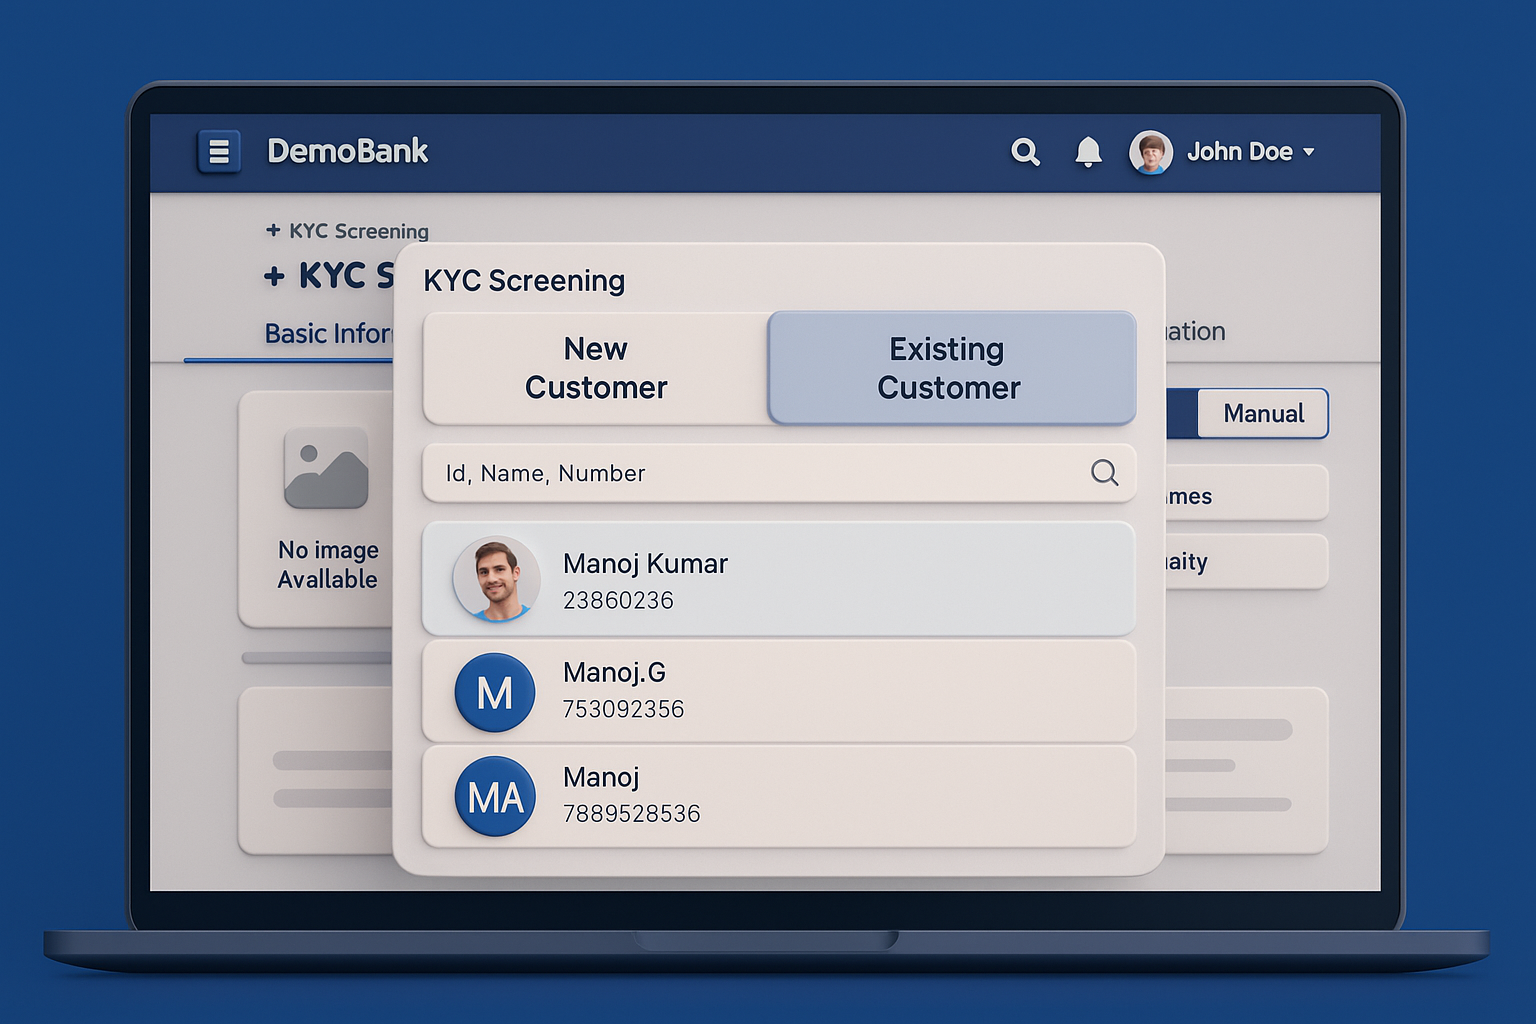 DemoBank
John Doe
+ KYC Screening
+ KYC S
Basic Infor
ation
KYC Screening
New
Customer
Existing
Customer
Manual
Id, Name, Number
mes
aity
No image
Avallable
Manoj Kumar
23860236
M
Manoj.G
753092356
MA
Manoj
7889528536